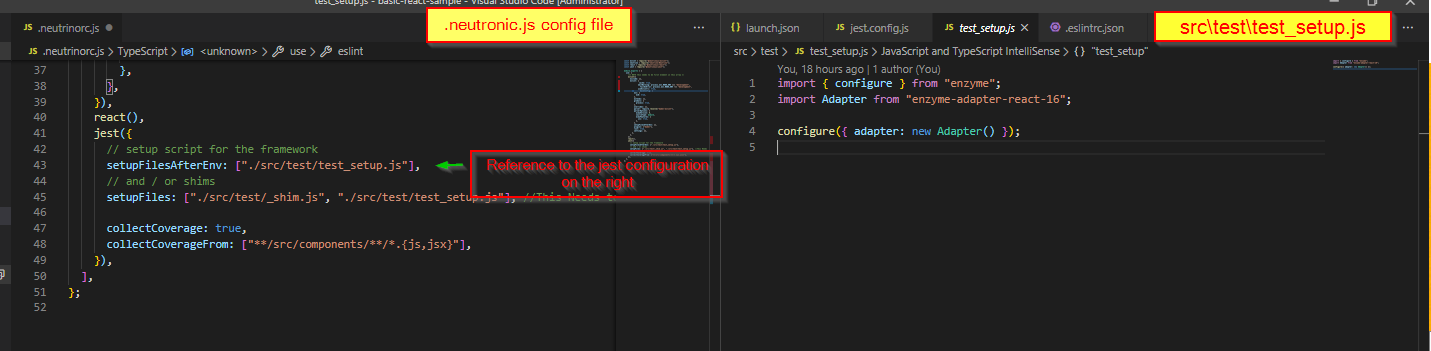 test_setup.js - basic-react-sample - Visual Studio Code [Administrator]
.neutronic.js config file
src\test\test_setup.js
JS .neutrinorc.js
{} launch.json
JS jest.config.js
JS test_setup.js
.eslintrc.json
JS .neutrinorc.js > TypeScript > <unknown> > use > eslint
src > test > JS test_setup.js > JavaScript and TypeScript IntelliSense > {} "test_setup"
37 },
38 },
39 }),
40 react(),
41 jest({
42 // setup script for the framework
43 setupFilesAfterEnv: ["./src/test/test_setup.js"],
44 // and / or shims
45 setupFiles: ["./src/test/_shim.js", "./src/test/test_setup.js"], //This Needs t
46
47 collectCoverage: true,
48 collectCoverageFrom: ["**/src/components/**/*.{js,jsx}"],
49 }),
50 ],
51 };
52
Reference to the jest configuration
on the right
You, 18 hours ago | 1 author (You)
1 import { configure } from "enzyme";
2 import Adapter from "enzyme-adapter-react-16";
3
4 configure({ adapter: new Adapter() });
5